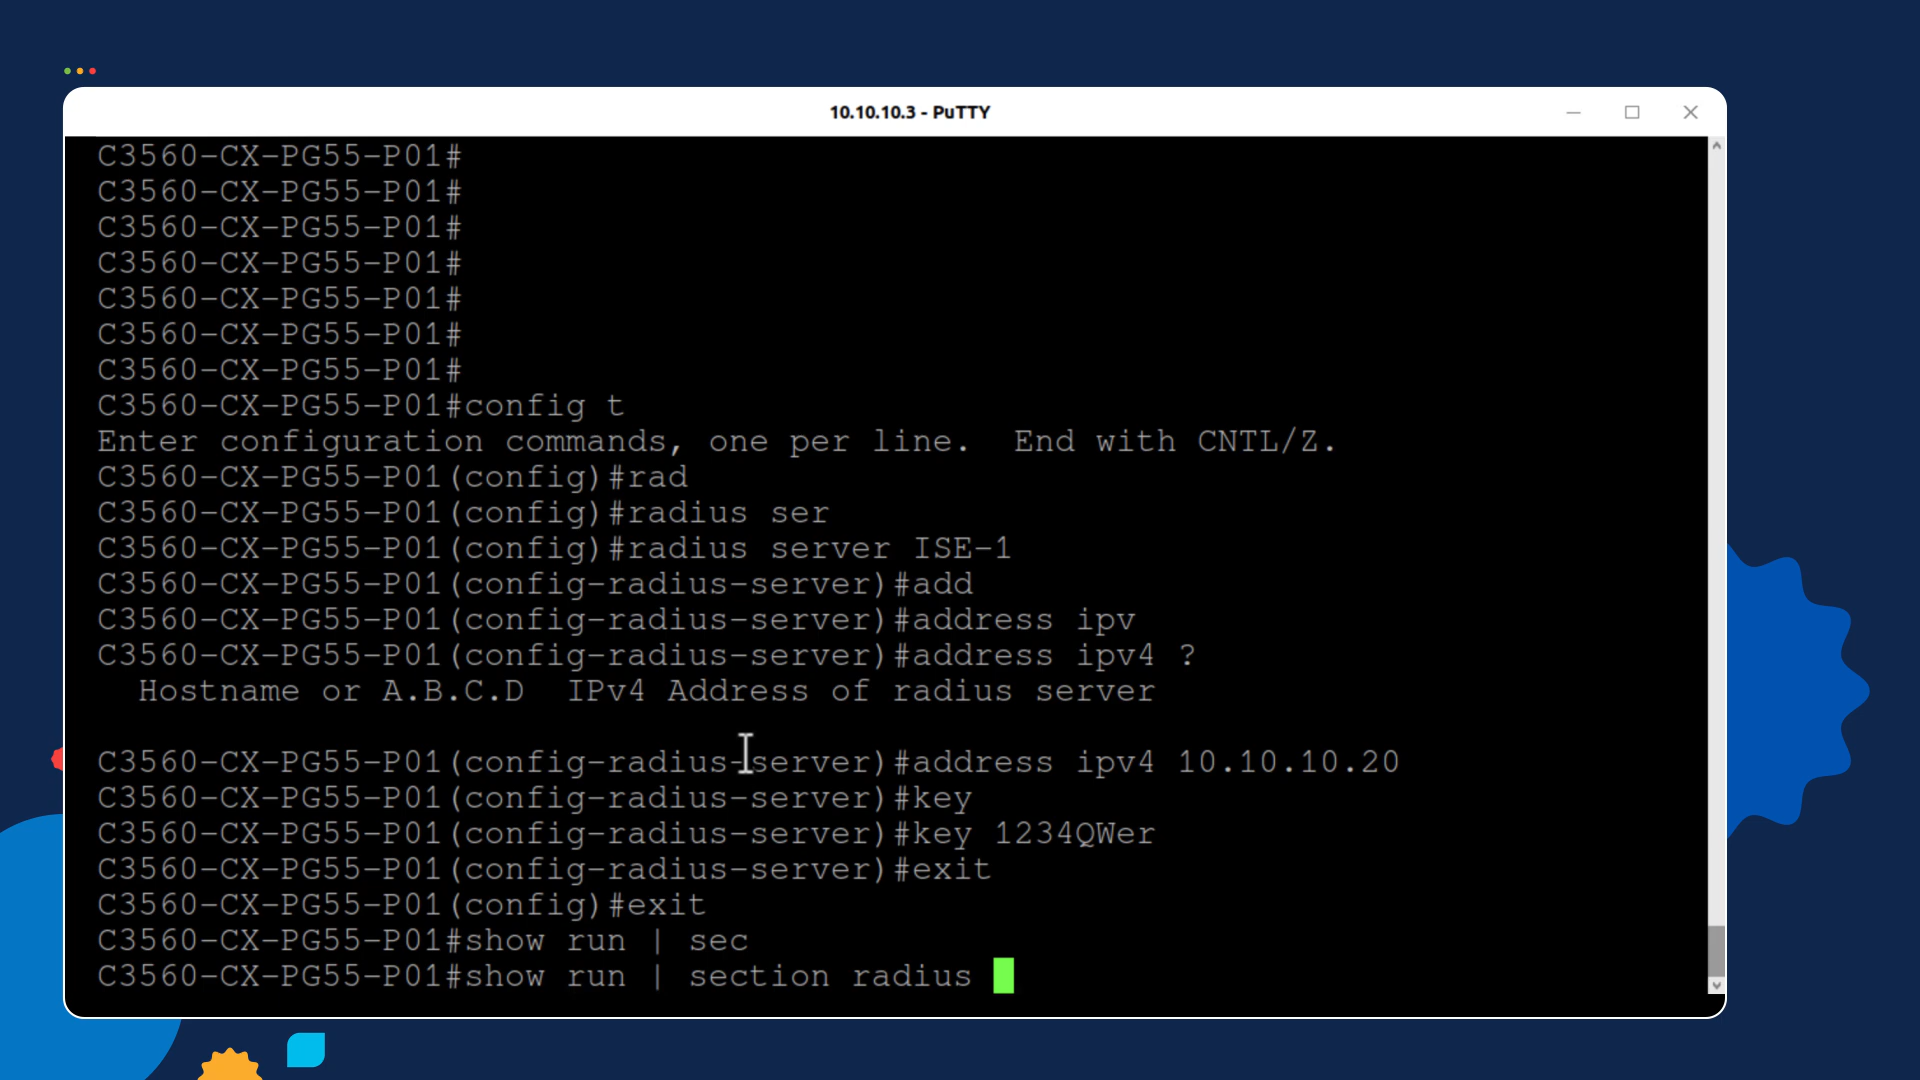 10.10.10.3 - PuTTY
C3560-CX-PG55-P01#
C3560-CX-PG55-P01#
C3560-CX-PG55-P01#
C3560-CX-PG55-P01#
C3560-CX-PG55-P01#
C3560-CX-PG55-P01#
C3560-CX-PG55-P01#
C3560-CX-PG55-P01#config t
Enter configuration commands, one per line.  End with CNTL/Z.
C3560-CX-PG55-P01(config)#rad
C3560-CX-PG55-P01(config)#radius ser
C3560-CX-PG55-P01(config)#radius server ISE-1
C3560-CX-PG55-P01(config-radius-server)#add
C3560-CX-PG55-P01(config-radius-server)#address ipv
C3560-CX-PG55-P01(config-radius-server)#address ipv4 ?
  Hostname or A.B.C.D  IPv4 Address of radius server
C3560-CX-PG55-P01(config-radius-server)#address ipv4 10.10.10.20
C3560-CX-PG55-P01(config-radius-server)#key
C3560-CX-PG55-P01(config-radius-server)#key 1234QWer
C3560-CX-PG55-P01(config-radius-server)#exit
C3560-CX-PG55-P01(config)#exit
C3560-CX-PG55-P01#show run | sec
C3560-CX-PG55-P01#show run | section radius